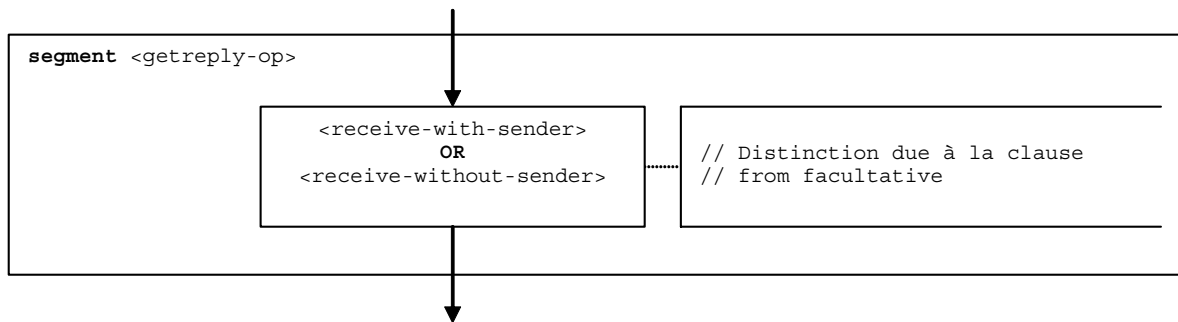 segment <getreply-op>
<receive-with-sender>
OR
<receive-without-sender>
// Distinction due à la clause
// from facultative